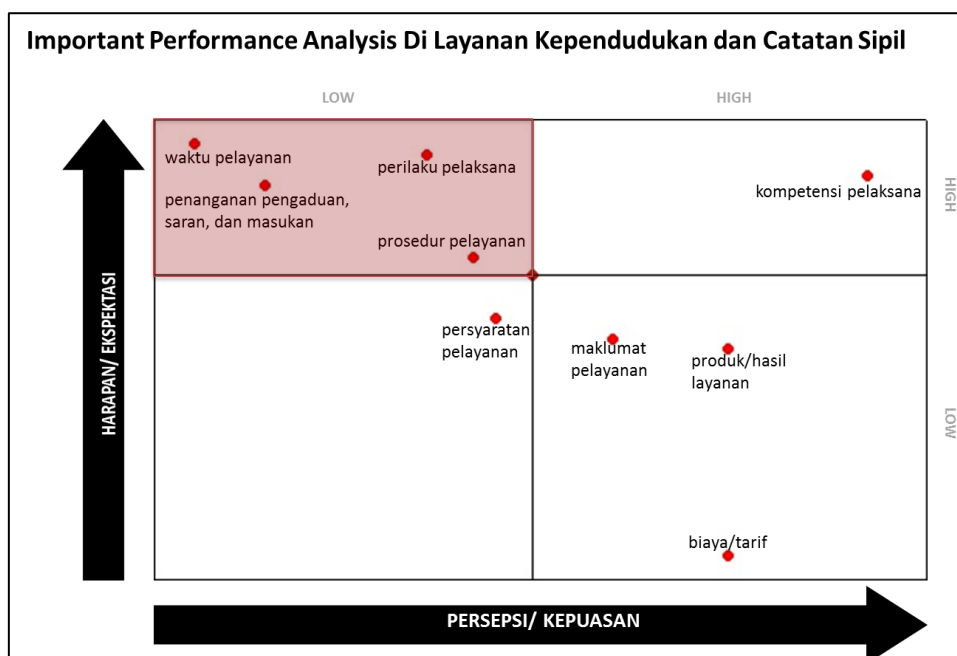 Important Performance Analysis Di Layanan Kependudukan dan Catatan Sipil
LOW
HIGH
waktu pelayanan
perilaku pelaksana
penanganan pengaduan,
saran, dan masukan
prosedur pelayanan
kompetensi pelaksana
HIGH
HARAPAN/ EKSPEKTASI
persyaratan
pelayanan
maklumat
pelayanan
produk/hasil
layanan
LOW
biaya/tarif
PERSEPSI/ KEPUASAN